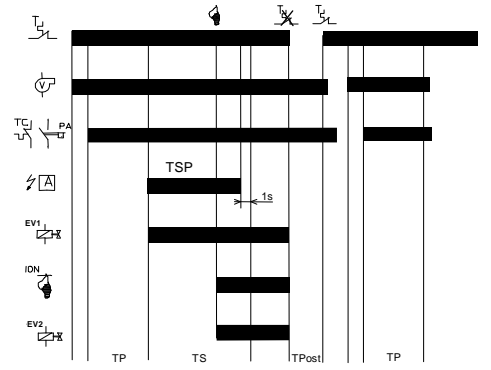 T
T
T
V
TC PA
TSP
A
1s
EV1
ION
EV2
TP TS TPost TP